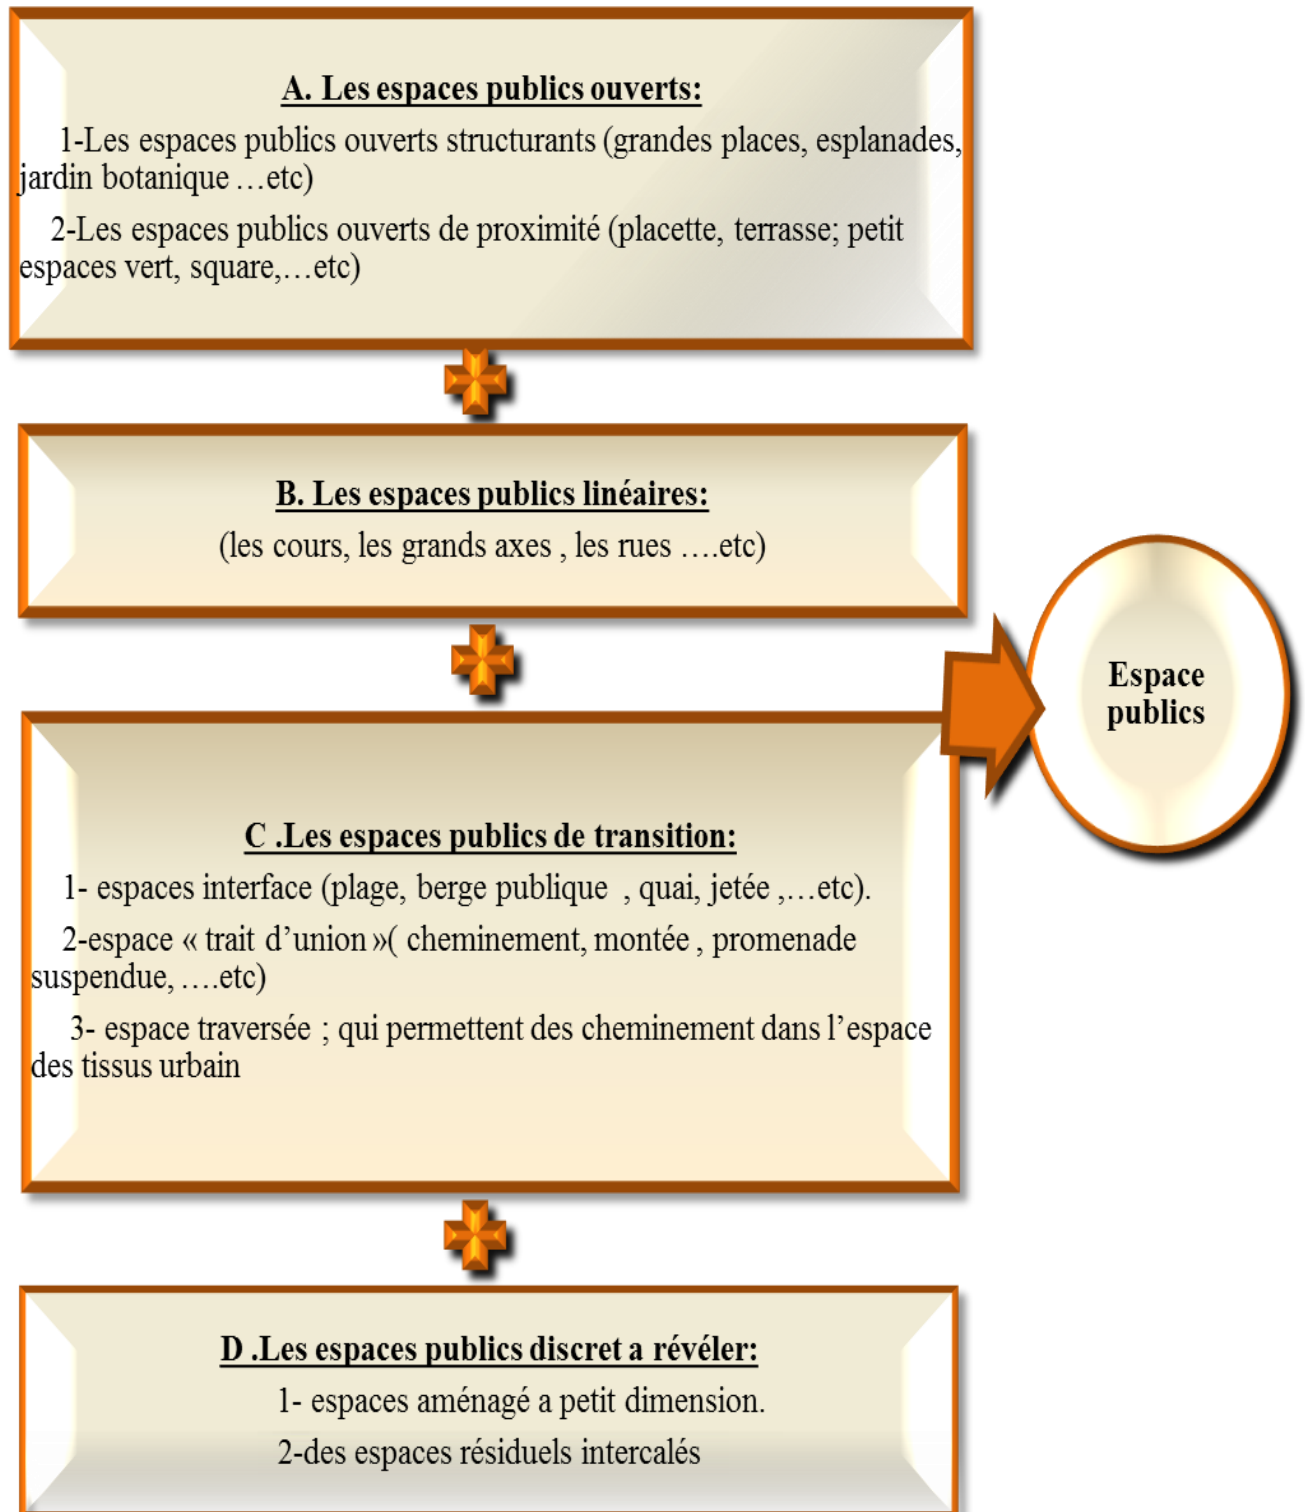 A. Les espaces publics ouverts:
1-Les espaces publics ouverts structurants (grandes places, esplanades,
jardin botanique …etc)
2-Les espaces publics ouverts de proximité (placette, terrasse; petit
espaces vert, square,…etc)
B. Les espaces publics linéaires:
(les cours, les grands axes , les rues ….etc)
Espace
publics
C .Les espaces publics de transition:
1- espaces interface (plage, berge publique , quai, jetée ,…etc).
2-espace « trait d’union »( cheminement, montée , promenade
suspendue, ….etc)
3- espace traversée ; qui permettent des cheminement dans l’espace
des tissus urbain
D .Les espaces publics discret a révéler:
1- espaces aménagé a petit dimension.
2-des espaces résiduels intercalés